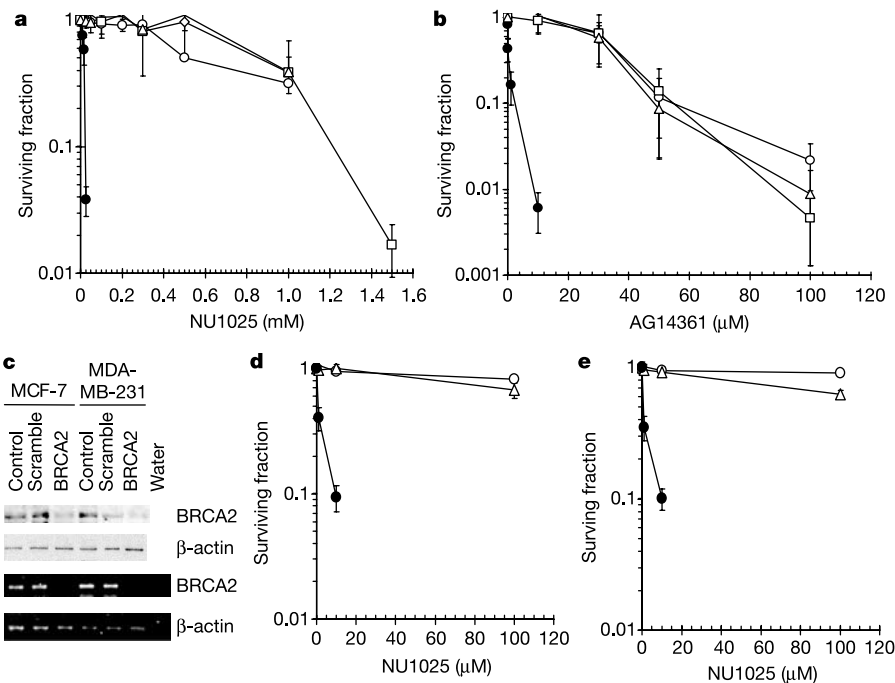 a
Surviving fraction
1
0.1
0.01
0 0.2 0.4 0.6 0.8 1.0 1.2 1.4 1.6
NU1025 (mM)
b
Surviving fraction
1
0.1
0.01
0.001
0 20 40 60 80 100 120
AG14361 (μM)
c
MCF-7
MDA-
MB-231
Control
Scramble
BRCA2
Control
Scramble
BRCA2
Water
BRCA2
β-actin
BRCA2
β-actin
d
Surviving fraction
1
0.1
0.01
0 20 40 60 80 100 120
NU1025 (μM)
e
Surving fraction
1
0.1
0.01
0 20 40 60 80 100 120
NU1025 (μM)